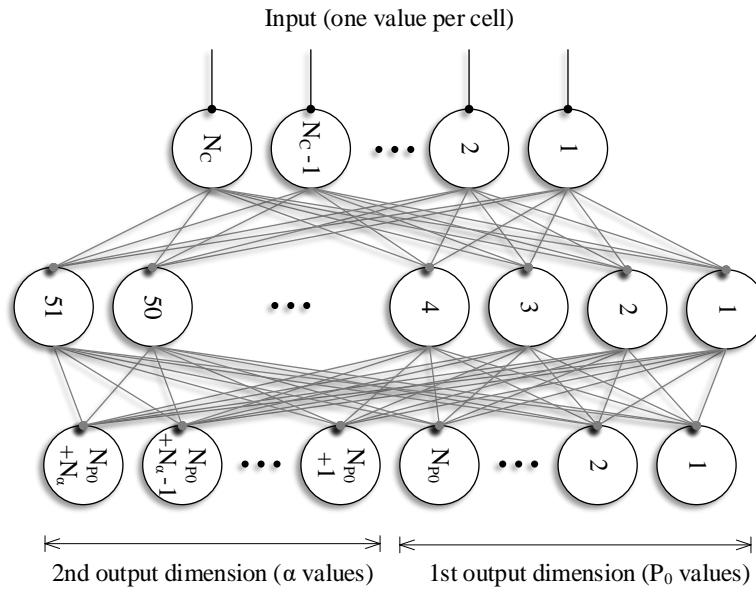 Input (one value per cell)
N_C N_C-1 ••• 2 1
51 50 ••• 4 3 2 1
N_P0 +N_α N_P0 +N_α-1 ••• N_P0 +1 N_P0 ••• 2 1
2nd output dimension (α values) 1st output dimension (P_0 values)